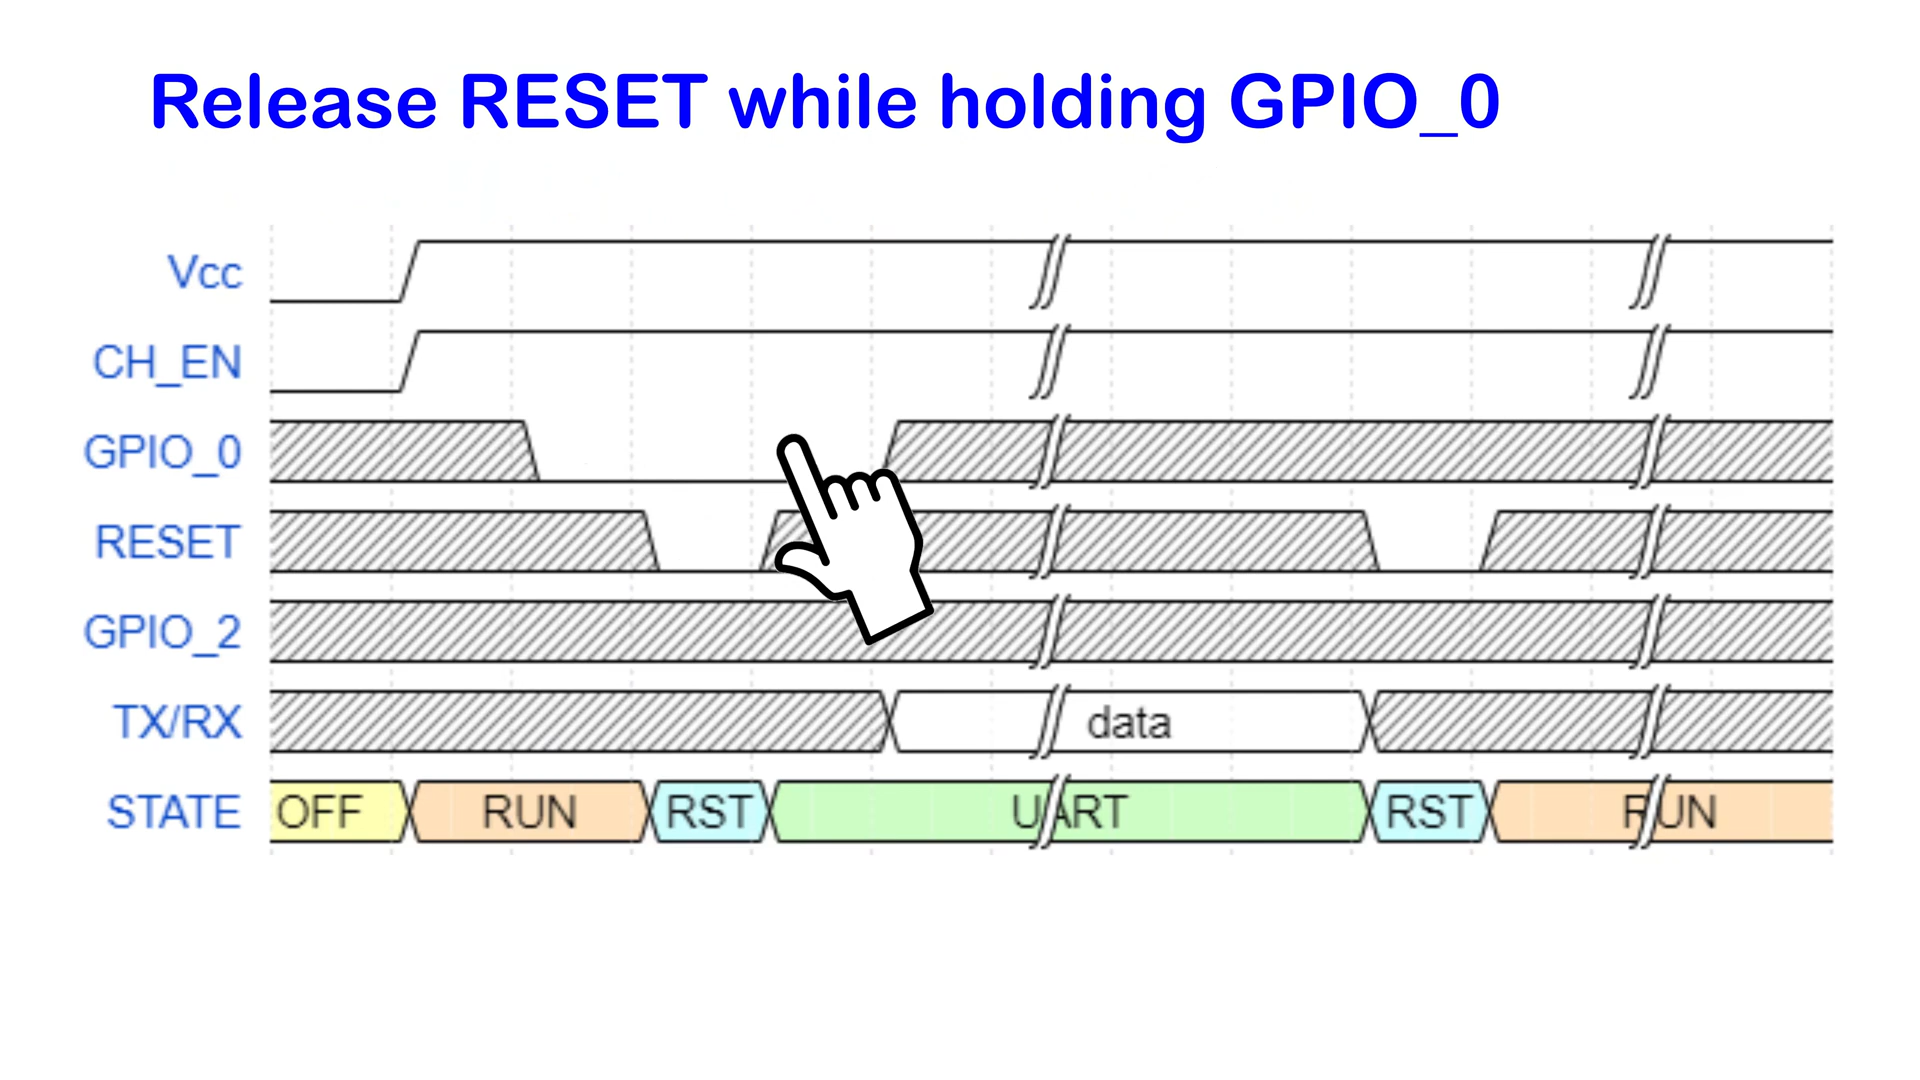 Release RESET while holding GPIO_0
Vcc
CH_EN
GPIO_0
RESET
GPIO_2
TX/RX data
STATE OFF RUN RST UART RST RUN